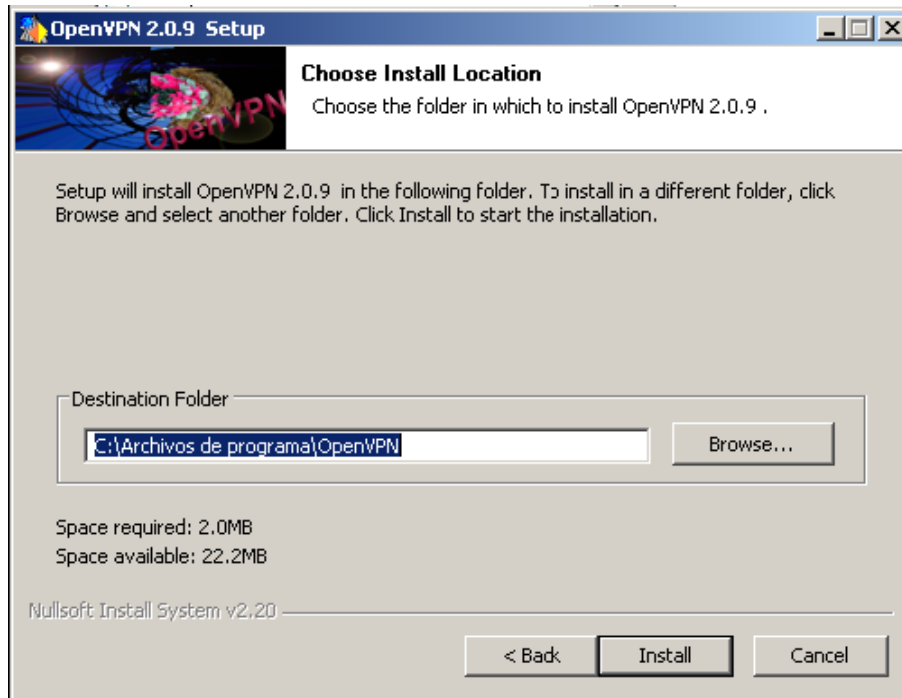 OpenVPN 2.0.9 Setup
OpenVPN
Choose Install Location
Choose the folder in which to install OpenVPN 2.0.9 .
Setup will install OpenVPN 2.0.9 in the following folder. To install in a different folder, click
Browse and select another folder. Click Install to start the installation.
Destination Folder
C:\Archivos de programa\OpenVPN
Browse...
Space required: 2.0MB
Space available: 22.2MB
Nullsoft Install System v2.20
< Back
Install
Cancel